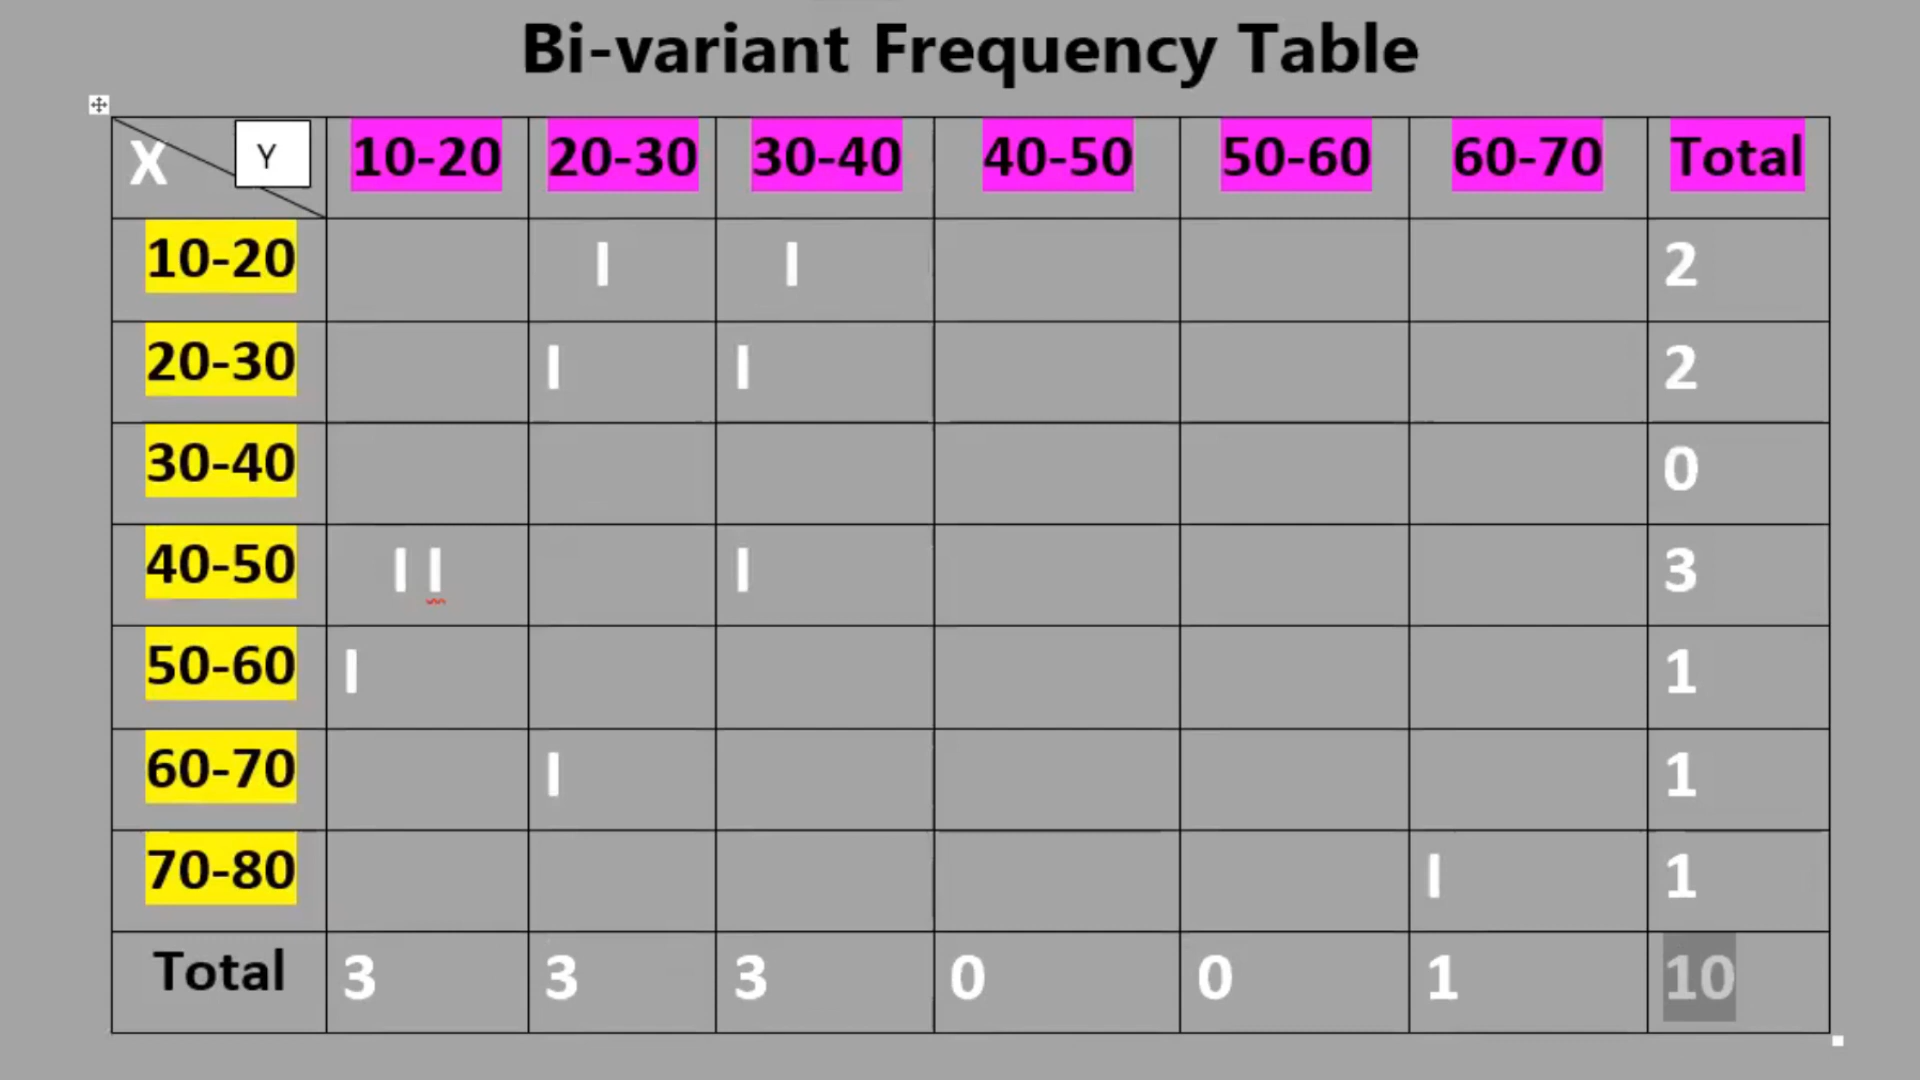 Bi-variant Frequency Table
X Y 10-20 20-30 30-40 40-50 50-60 60-70 Total
10-20 I I 2
20-30 I I 2
30-40 0
40-50 I I I 3
50-60 I 1
60-70 I 1
70-80 I 1
Total 3 3 3 0 0 1 10